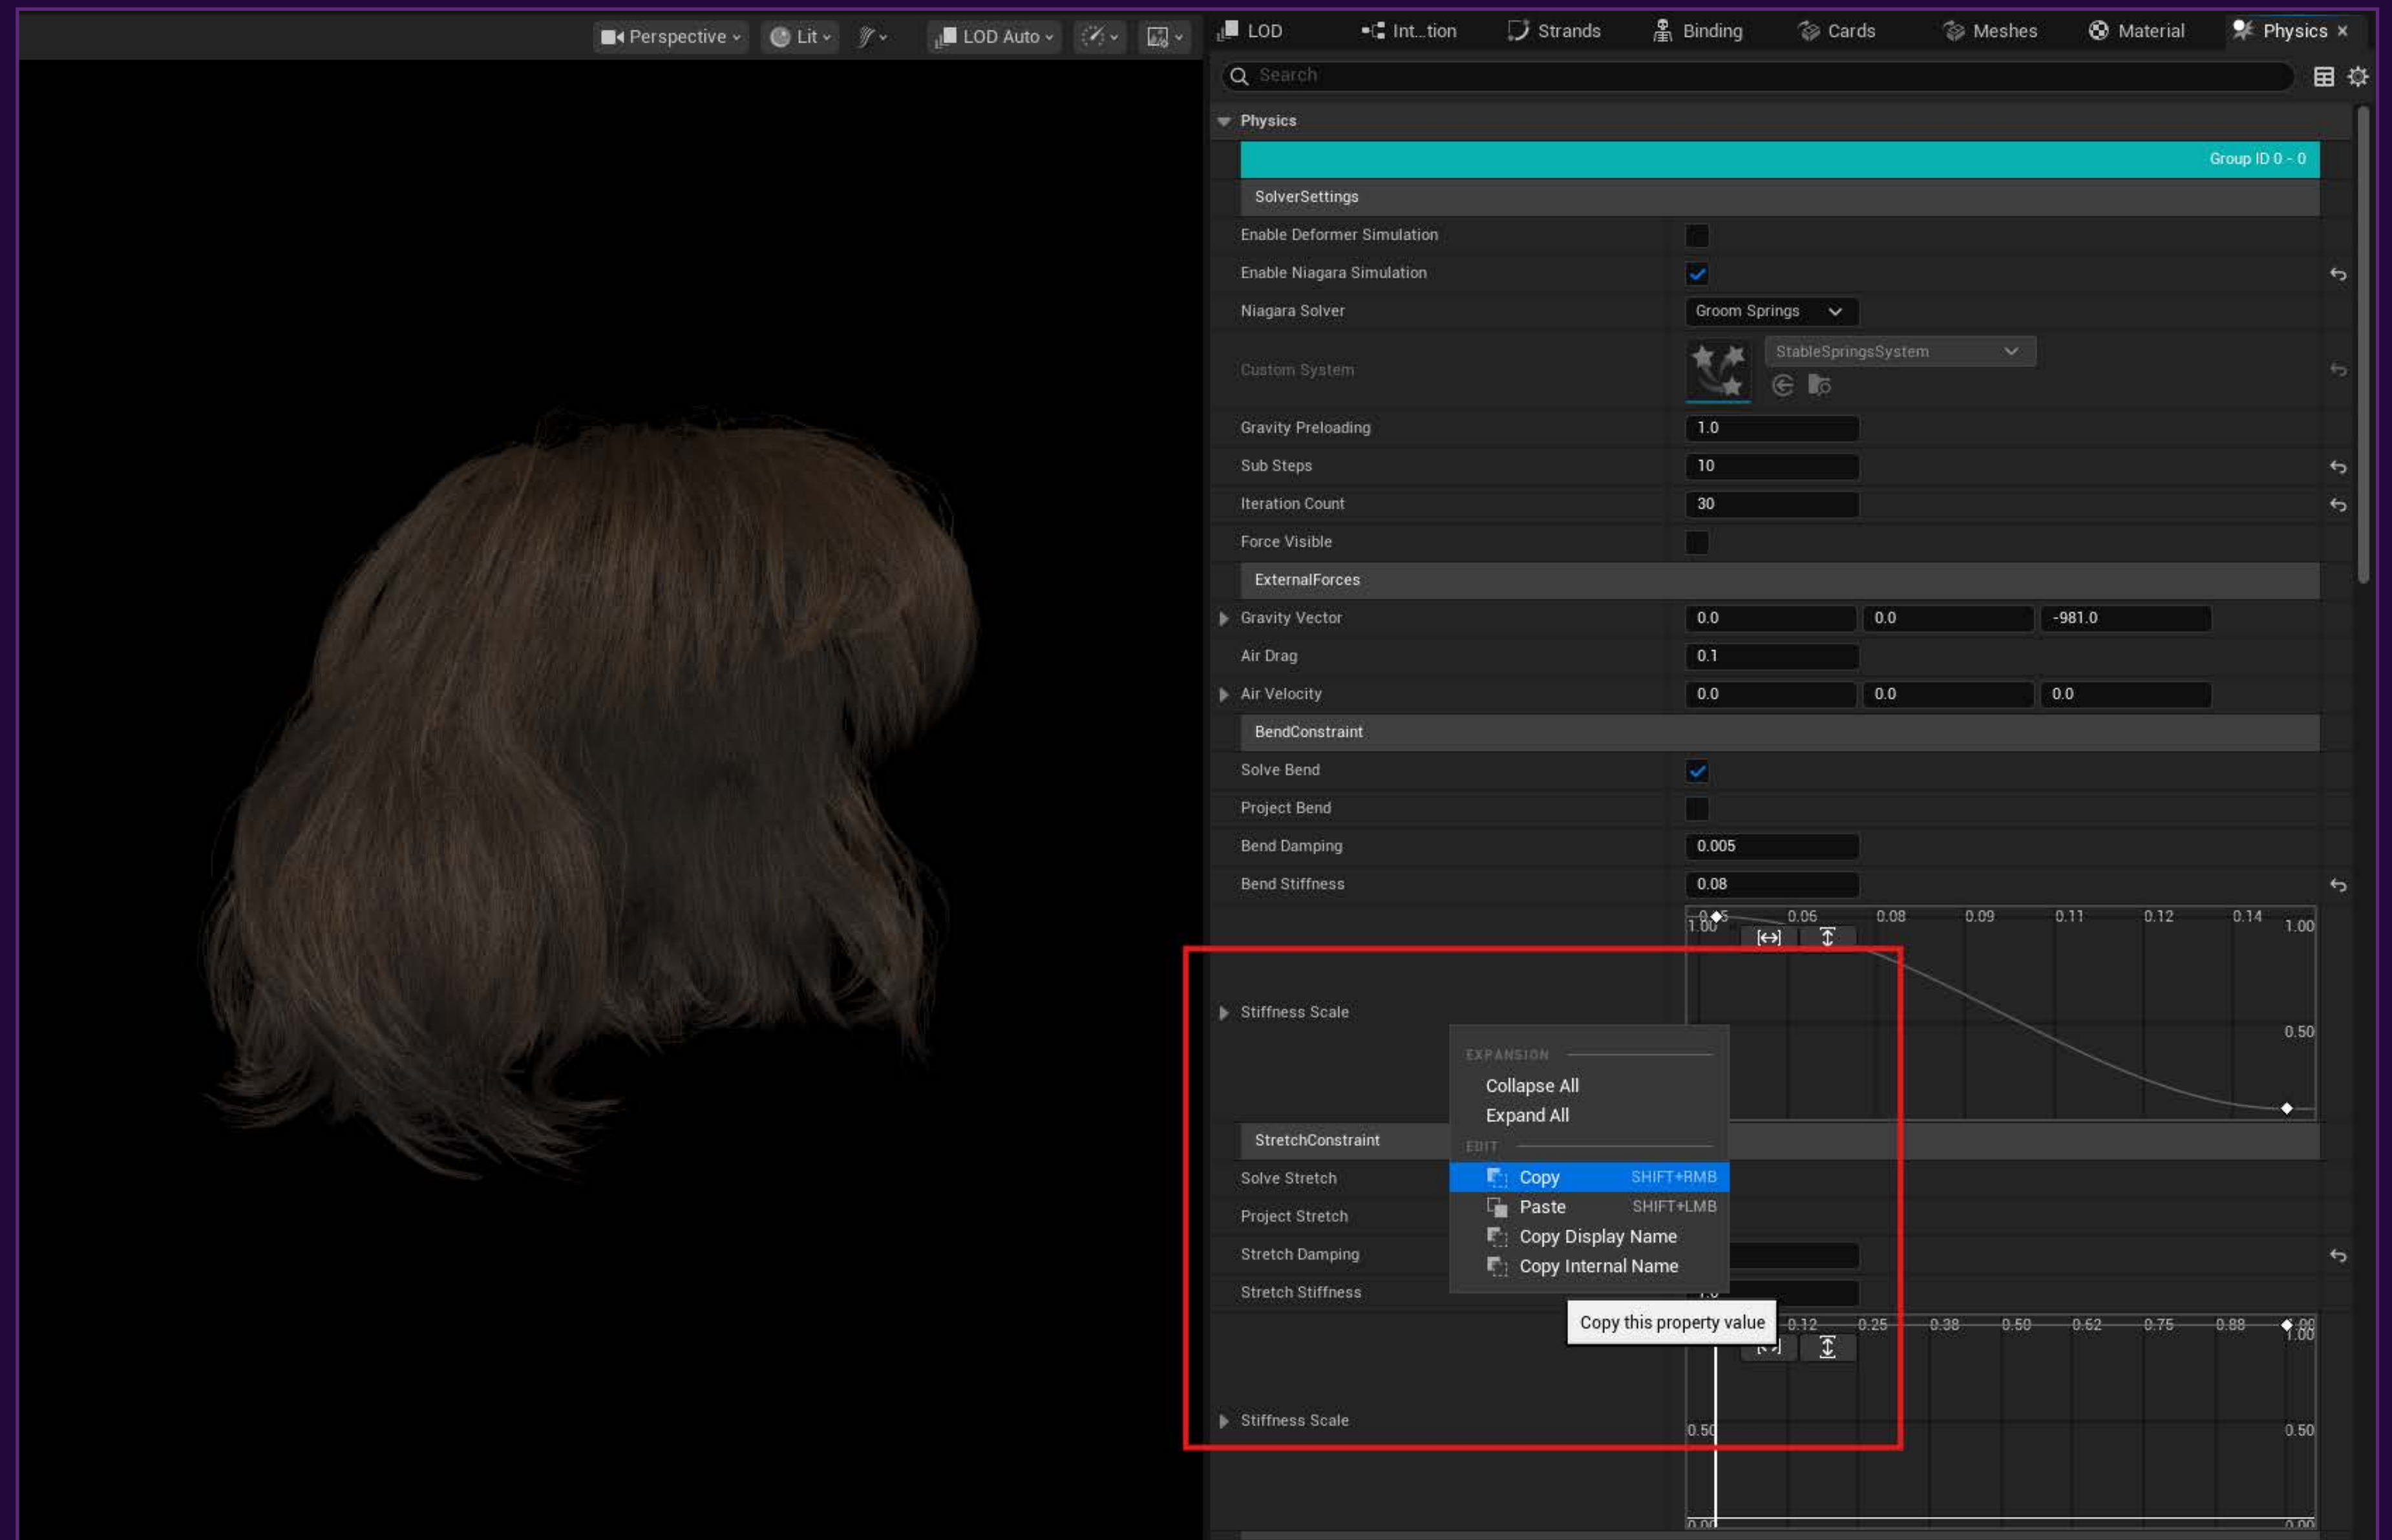 Perspective Lit LOD Auto
LOD Int...tion Strands Binding Cards Meshes Material Physics
Search
Physics
Group ID 0 - 0
SolverSettings
Enable Deformer Simulation
Enable Niagara Simulation
Niagara Solver Groom Springs
Custom System StableSpringsSystem
Gravity Preloading 1.0
Sub Steps 10
Iteration Count 30
Force Visible
ExternalForces
Gravity Vector 0.0 0.0 -981.0
Air Drag 0.1
Air Velocity 0.0 0.0 0.0
BendConstraint
Solve Bend
Project Bend
Bend Damping 0.005
Bend Stiffness 0.08
0.06 0.08 0.09 0.11 0.12 0.14
1.00 1.00
Stiffness Scale
0.50
EXPANSION
Collapse All
Expand All
StretchConstraint
EDIT
Solve Stretch
Copy SHIFT+RMB
Project Stretch
Paste SHIFT+LMB
Copy Display Name
Stretch Damping
Copy Internal Name
Stretch Stiffness
Copy this property value
0.12 0.25 0.38 0.50 0.62 0.75 0.88
1.00
Stiffness Scale
0.50 0.50
0.00 0.00